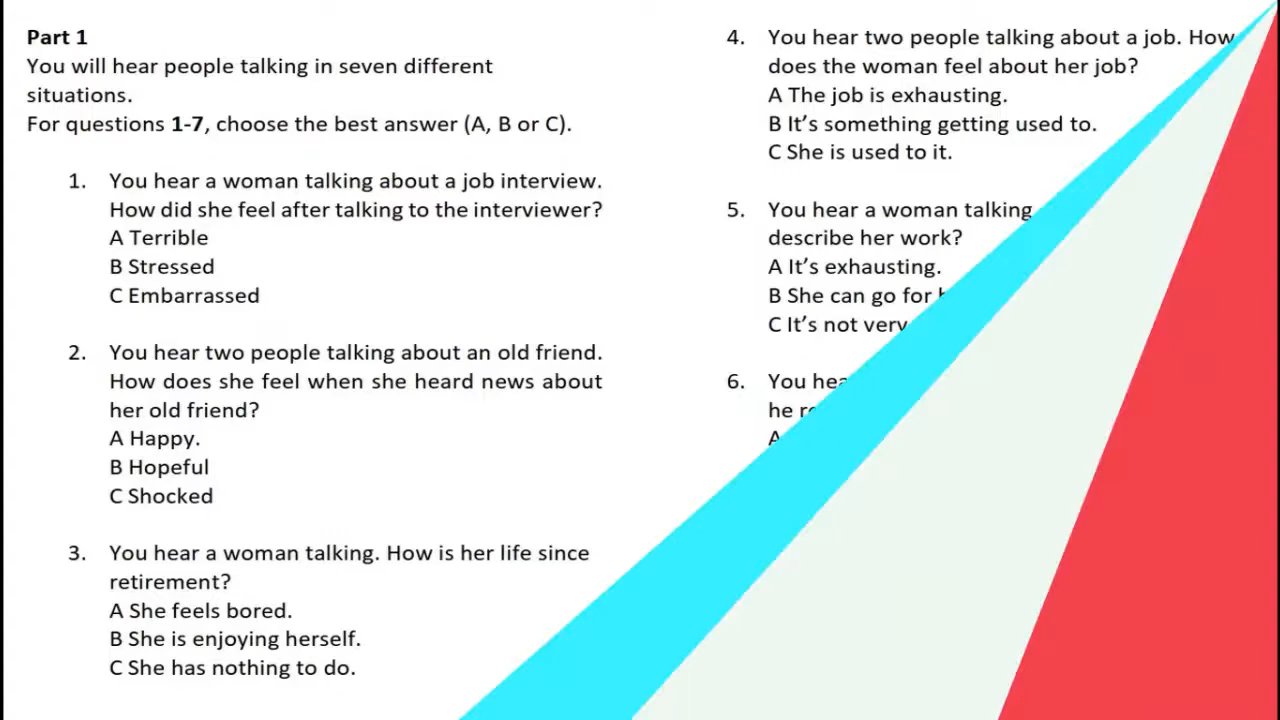 Part 1
You will hear people talking in seven different
situations.
For questions 1-7, choose the best answer (A, B or C).
1. You hear a woman talking about a job interview.
How did she feel after talking to the interviewer?
A Terrible
B Stressed
C Embarrassed
2. You hear two people talking about an old friend.
How does she feel when she heard news about
her old friend?
A Happy.
B Hopeful
C Shocked
3. You hear a woman talking. How is her life since
retirement?
A She feels bored.
B She is enjoying herself.
C She has nothing to do.
4. You hear two people talking about a job. How
does the woman feel about her job?
A The job is exhausting.
B It’s something getting used to.
C She is used to it.
5. You hear a woman talking
describe her work?
A It’s exhausting.
B She can go for
C It’s not very
6. You
he
A